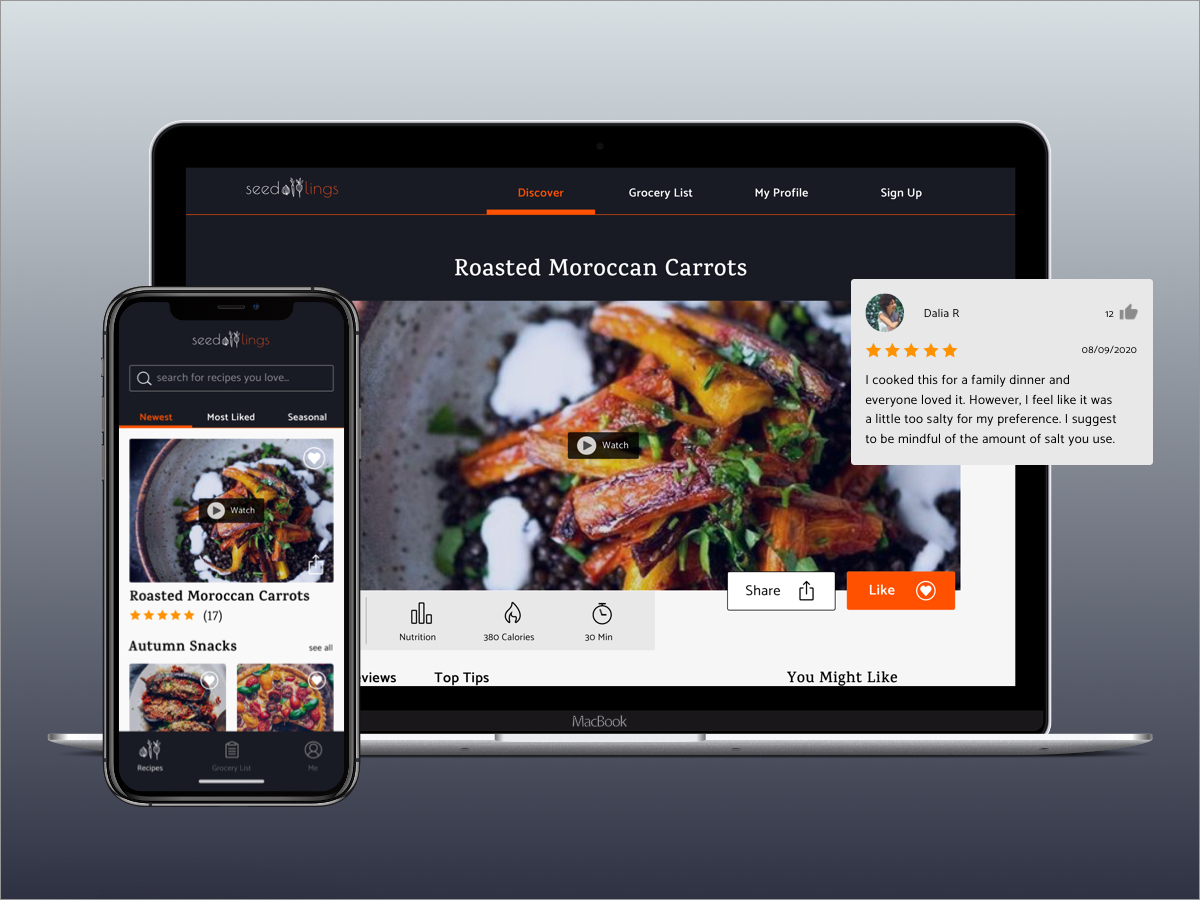 seedlings
Discover
Grocery List
My Profile
Sign Up
Roasted Moroccan Carrots
Watch
Share
Like
Nutrition
380 Calories
30 Min
views
Top Tips
You Might Like
MacBook
Dalia R
12
08/09/2020
I cooked this for a family dinner and
everyone loved it. However, I feel like it was
a little too salty for my preference. I suggest
to be mindful of the amount of salt you use.
seedlings
search for recipes you love...
Newest
Most Liked
Seasonal
Watch
Roasted Moroccan Carrots
(17)
Autumn Snacks
see all
Recipes
Grocery List
Me